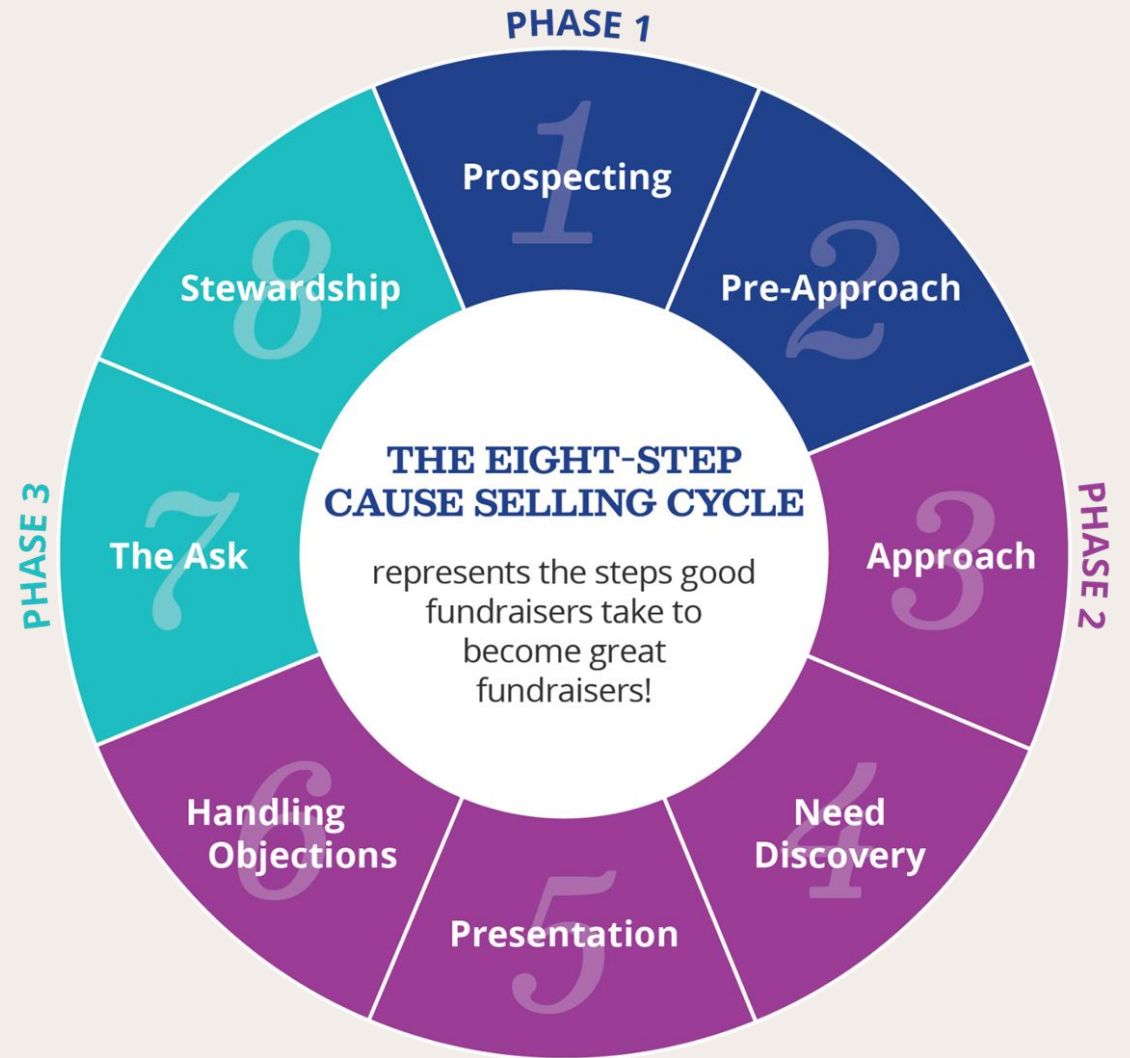 PHASE 1
1
Prospecting
2
Pre-Approach
PHASE 2
3
Approach
4
Need
Discovery
5
Presentation
6
Handling
Objections
PHASE 3
7
The Ask
8
Stewardship
THE EIGHT-STEP
CAUSE SELLING CYCLE
represents the steps good
fundraisers take to
become great
fundraisers!